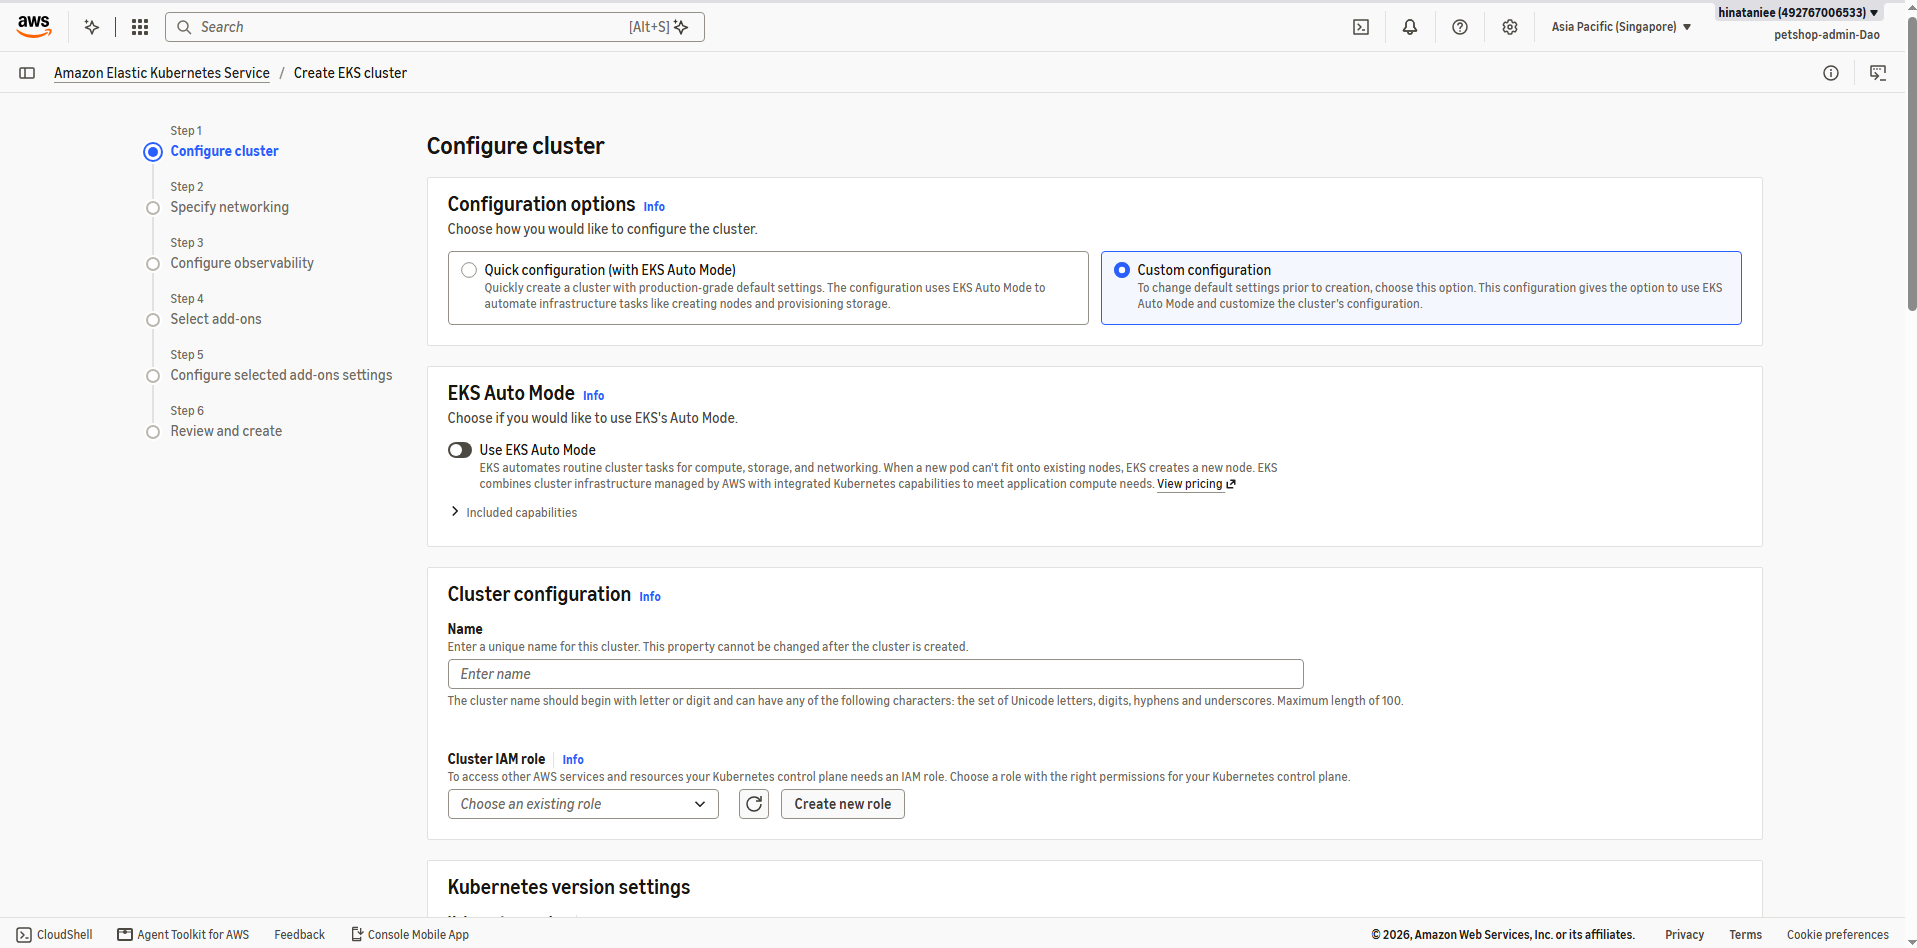 aws
Search
[Alt+S]
Asia Pacific (Singapore)
hinataniee (492767006533)
petshop-admin-Dao
Amazon Elastic Kubernetes Service / Create EKS cluster
Step 1
Configure cluster
Step 2
Specify networking
Step 3
Configure observability
Step 4
Select add-ons
Step 5
Configure selected add-ons settings
Step 6
Review and create
Configure cluster
Configuration options Info
Choose how you would like to configure the cluster.
Quick configuration (with EKS Auto Mode)
Quickly create a cluster with production-grade default settings. The configuration uses EKS Auto Mode to
automate infrastructure tasks like creating nodes and provisioning storage.
Custom configuration
To change default settings prior to creation, choose this option. This configuration gives the option to use EKS
Auto Mode and customize the cluster's configuration.
EKS Auto Mode Info
Choose if you would like to use EKS's Auto Mode.
Use EKS Auto Mode
EKS automates routine cluster tasks for compute, storage, and networking. When a new pod can't fit onto existing nodes, EKS creates a new node. EKS
combines cluster infrastructure managed by AWS with integrated Kubernetes capabilities to meet application compute needs. View pricing
Included capabilities
Cluster configuration Info
Name
Enter a unique name for this cluster. This property cannot be changed after the cluster is created.
Enter name
The cluster name should begin with letter or digit and can have any of the following characters: the set of Unicode letters, digits, hyphens and underscores. Maximum length of 100.
Cluster IAM role Info
To access other AWS services and resources your Kubernetes control plane needs an IAM role. Choose a role with the right permissions for your Kubernetes control plane.
Choose an existing role
Create new role
Kubernetes version settings
CloudShell
Agent Toolkit for AWS
Feedback
Console Mobile App
© 2026, Amazon Web Services, Inc. or its affiliates.
Privacy
Terms
Cookie preferences